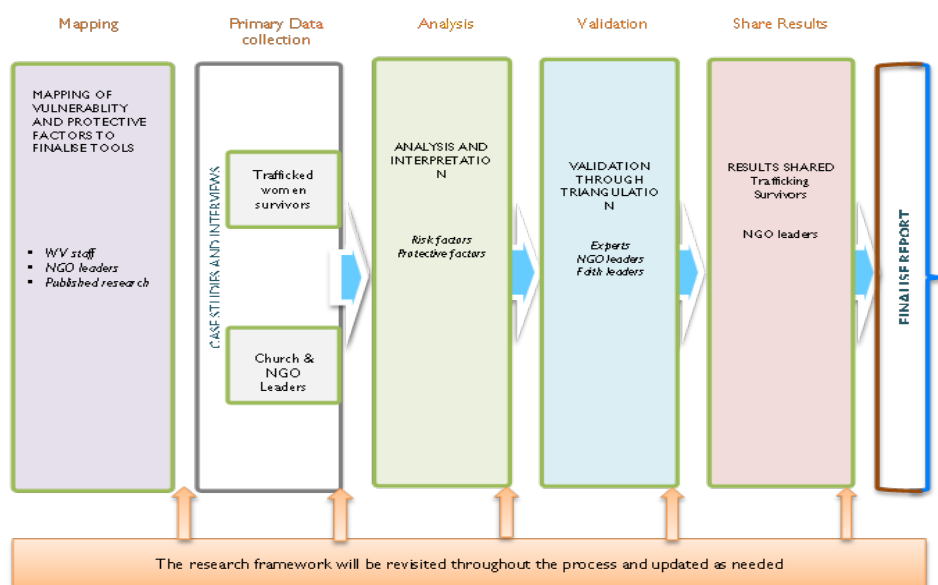 Mapping
Primary Data
collection
Analysis
Validation
Share Results
MAPPING OF
VULNERABLITY
AND PROTECTIVE
FACTORS TO
FINALISE TOOLS
WV staff
NGO leaders
Published research
CASE STUDIES AND INTERVIEWS
Trafficked
women
survivors
Church &
NGO
Leaders
ANALYSIS AND
INTERPRETATIO
N
Risk factors
Protective factors
VALIDATION
THROUGH
TRIANGULATIO
N
Experts
NGO leaders
Faith leaders
RESULTS SHARED
Trafficking
Survivors
NGO leaders
FINALISE REPORT
The research framework will be revisited throughout the process and updated as needed